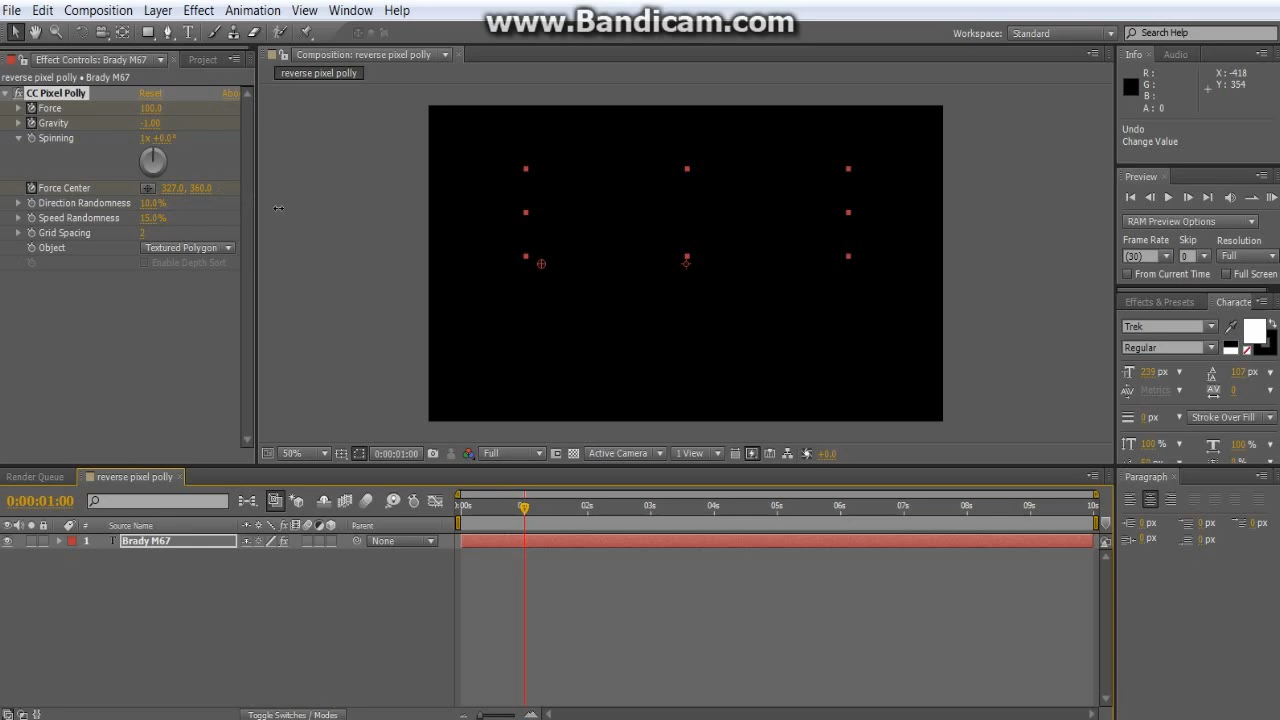 File Edit Composition Layer Effect Animation View Window Help
www.Bandicam.com
Workspace: Standard Search Help
Effect Controls: Brady M67 Project
reverse pixel polly • Brady M67
CC Pixel Polly Reset Abo
Force 100.0
Gravity -1.00
Spinning 1x +0.0°
Force Center 327.0, 360.0
Direction Randomness 10.0%
Speed Randomness 15.0%
Grid Spacing 2
Object Textured Polygon
Enable Depth Sort
Composition: reverse pixel polly
reverse pixel polly
50% 0:00:01:00 Full Active Camera 1 View +0.0
Info Audio
R: X: -418
G: Y: 354
B:
A: 0
Undo
Change Value
Preview
RAM Preview Options
Frame Rate Skip Resolution
(30) 0 Full
From Current Time Full Screen
Effects & Presets Characte
Trek
Regular
239 px 107 px
Metrics 0
0 px Stroke Over Fill
100 % 100 %
Paragraph
0 px 0 px 0 px
0 px 0 px
Render Queue reverse pixel polly
0:00:01:00
:00s 02s 03s 04s 05s 06s 07s 08s 09s 10s
# Source Name Parent
1 T Brady M67 None
Toggle Switches / Modes